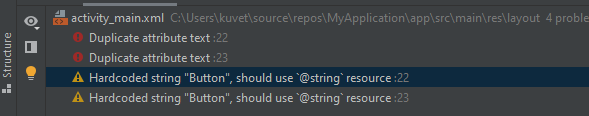 activity_main.xml C:\Users\kuvet\source\repos\MyApplication\app\src\main\res\layout 4 proble
Duplicate attribute text :22
Duplicate attribute text :23
Hardcoded string "Button", should use `@string` resource :22
Hardcoded string "Button", should use `@string` resource :23
Structure